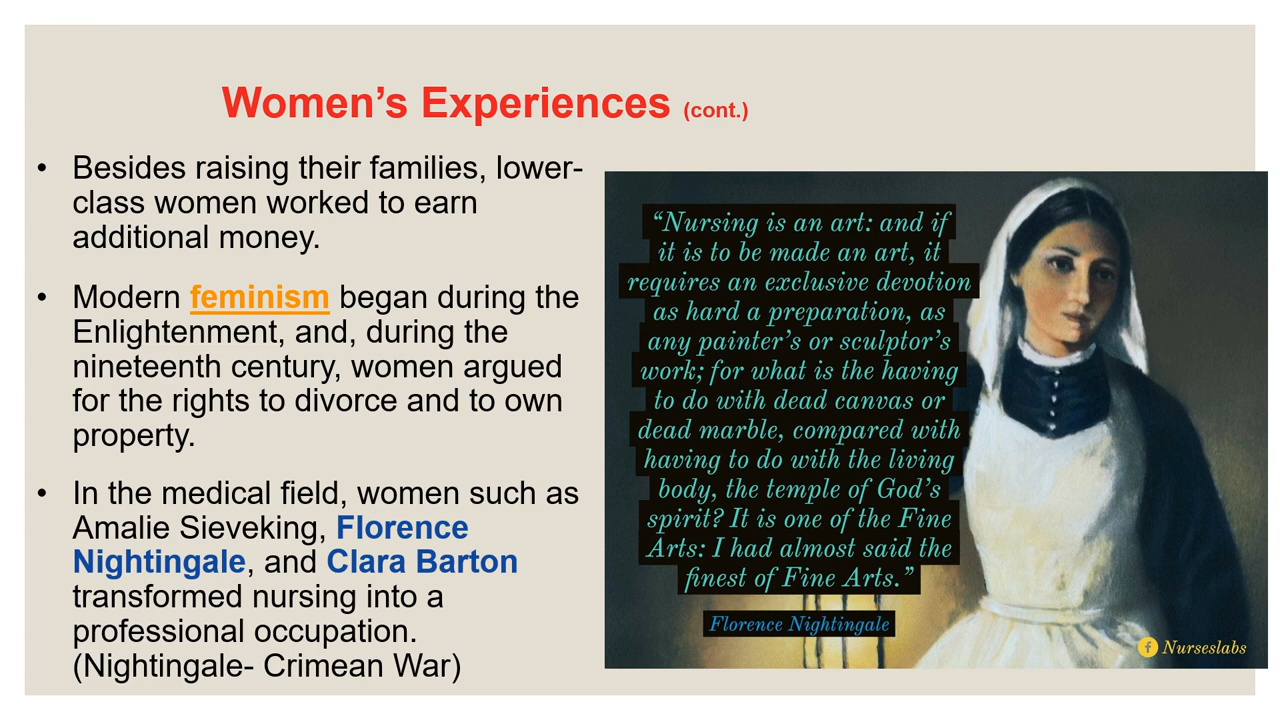 Women’s Experiences (cont.)
• Besides raising their families, lower-
class women worked to earn
additional money.
• Modern feminism began during the
Enlightenment, and, during the
nineteenth century, women argued
for the rights to divorce and to own
property.
• In the medical field, women such as
Amalie Sieveking, Florence
Nightingale, and Clara Barton
transformed nursing into a
professional occupation.
(Nightingale- Crimean War)
“Nursing is an art: and if
it is to be made an art, it
requires an exclusive devotion
as hard a preparation, as
any painter’s or sculptor’s
work; for what is the having
to do with dead canvas or
dead marble, compared with
having to do with the living
body, the temple of God’s
spirit? It is one of the Fine
Arts: I had almost said the
finest of Fine Arts.”
Florence Nightingale
f Nurseslabs